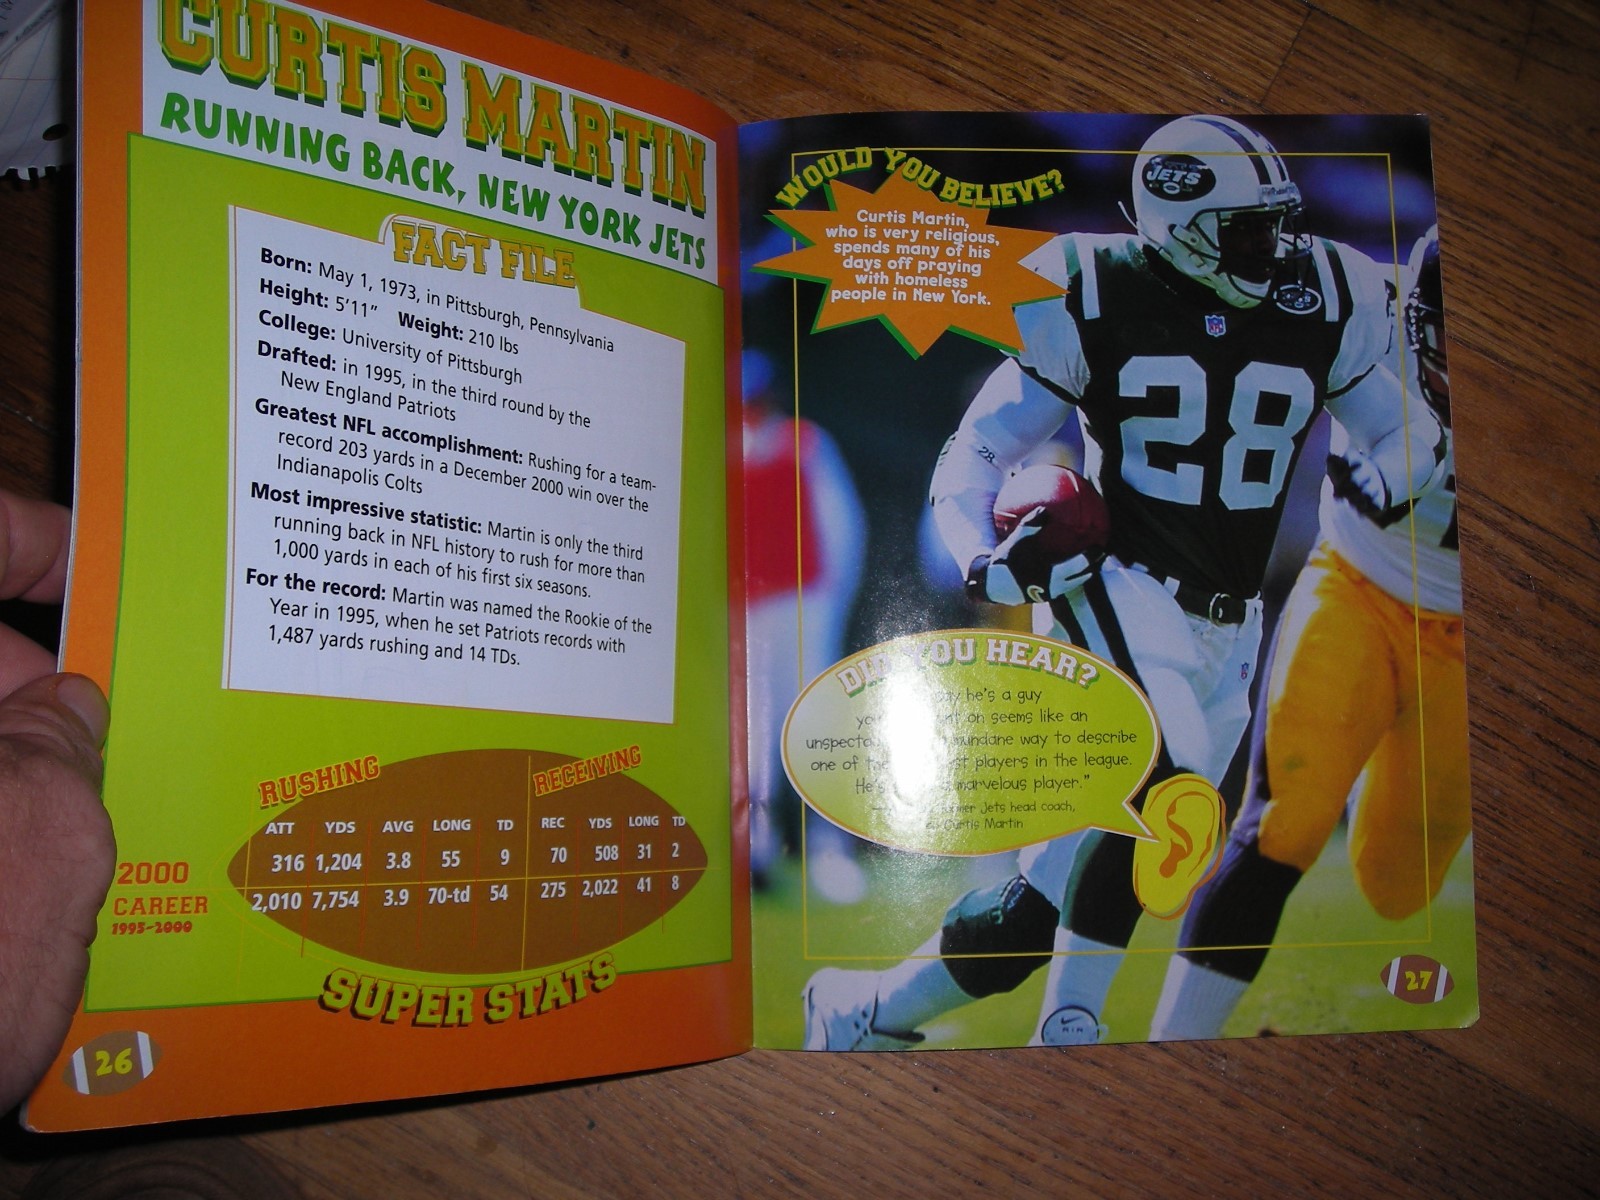 CURTIS MARTIN
RUNNING BACK, NEW YORK JETS
FACT FILE
Born: May 1, 1973, in Pittsburgh, Pennsylvania
Height: 5'11" Weight: 210 lbs
College: University of Pittsburgh
Drafted: in 1995, in the third round by the
New England Patriots
Greatest NFL accomplishment: Rushing for a team-
record 203 yards in a December 2000 win over the
Indianapolis Colts
Most impressive statistic: Martin is only the third
running back in NFL history to rush for more than
1,000 yards in each of his first six seasons.
For the record: Martin was named the Rookie of the
Year in 1995, when he set Patriots records with
1,487 yards rushing and 14 TDs.
RUSHING RECEIVING
ATT YDS AVG LONG TD REC YDS LONG TD
2000 316 1,204 3.8 55 9 70 508 31 2
CAREER 2,010 7,754 3.9 70-td 54 275 2,022 41 8
1995-2000
SUPER STATS
26
WOULD YOU BELIEVE?
Curtis Martin,
who is very religious,
spends many of his
days off praying
with homeless
people in New York.
JETS
28
28
DID YOU HEAR?
he's a guy
on seems like an
mundane way to describe
one of players in the league.
He's marvelous player."
Jets head coach,
Curtis Martin
27